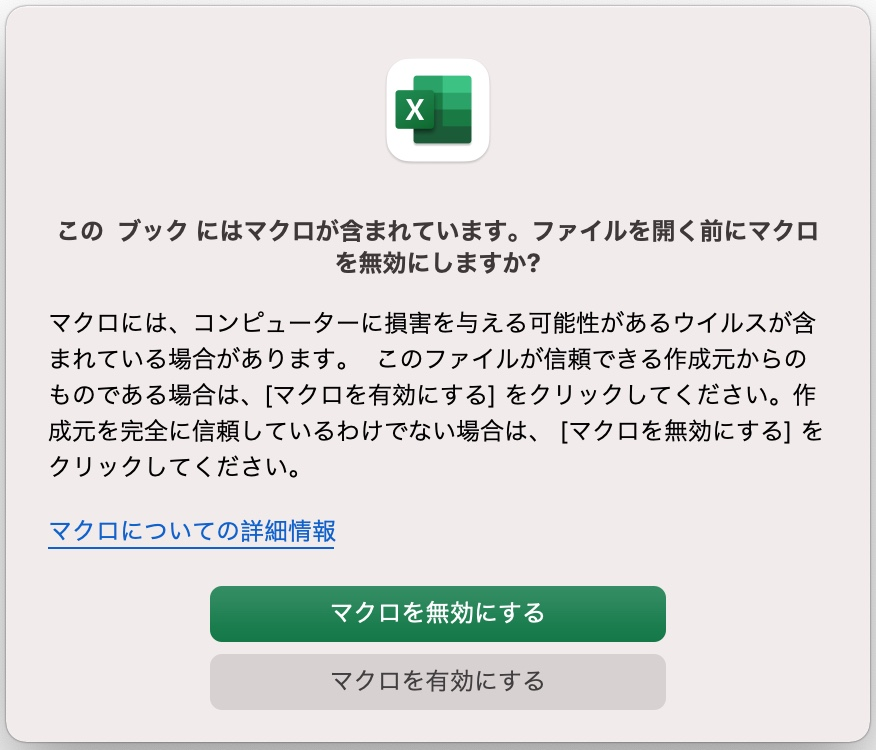 X
この ブック にはマクロが含まれています。ファイルを開く前にマクロ
を無効にしますか?
マクロには、コンピューターに損害を与える可能性があるウイルスが含
まれている場合があります。 このファイルが信頼できる作成元からの
ものである場合は、[マクロを有効にする] をクリックしてください。作
成元を完全に信頼しているわけでない場合は、 [マクロを無効にする] を
クリックしてください。
マクロについての詳細情報
マクロを無効にする
マクロを有効にする